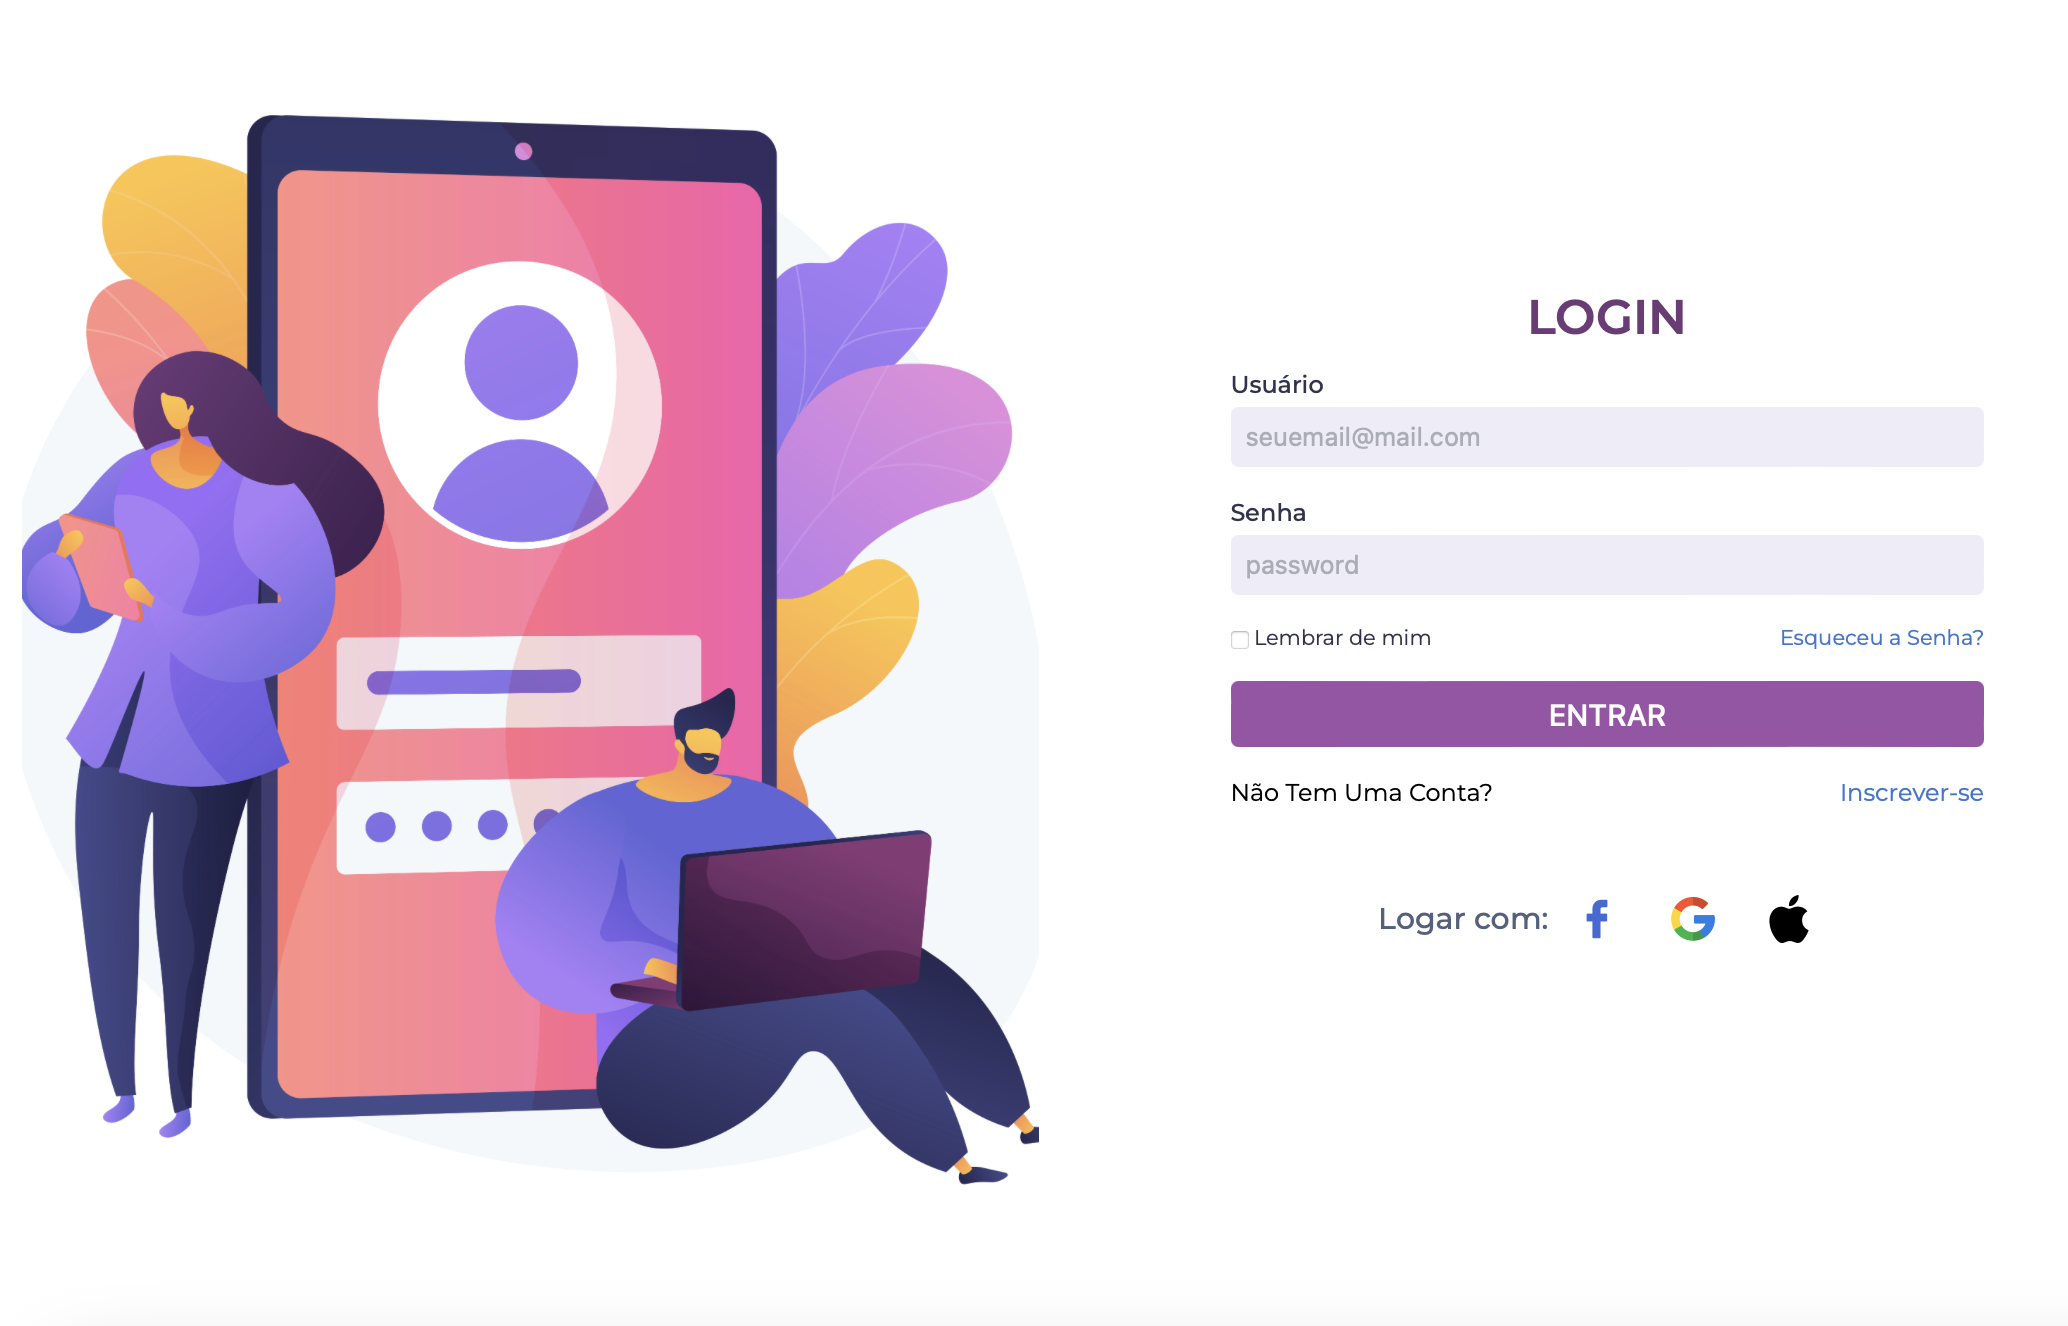 LOGIN
Usuário
seuemail@mail.com
Senha
password
Lembrar de mim Esqueceu a Senha?
ENTRAR
Não Tem Uma Conta? Inscrever-se
Logar com: